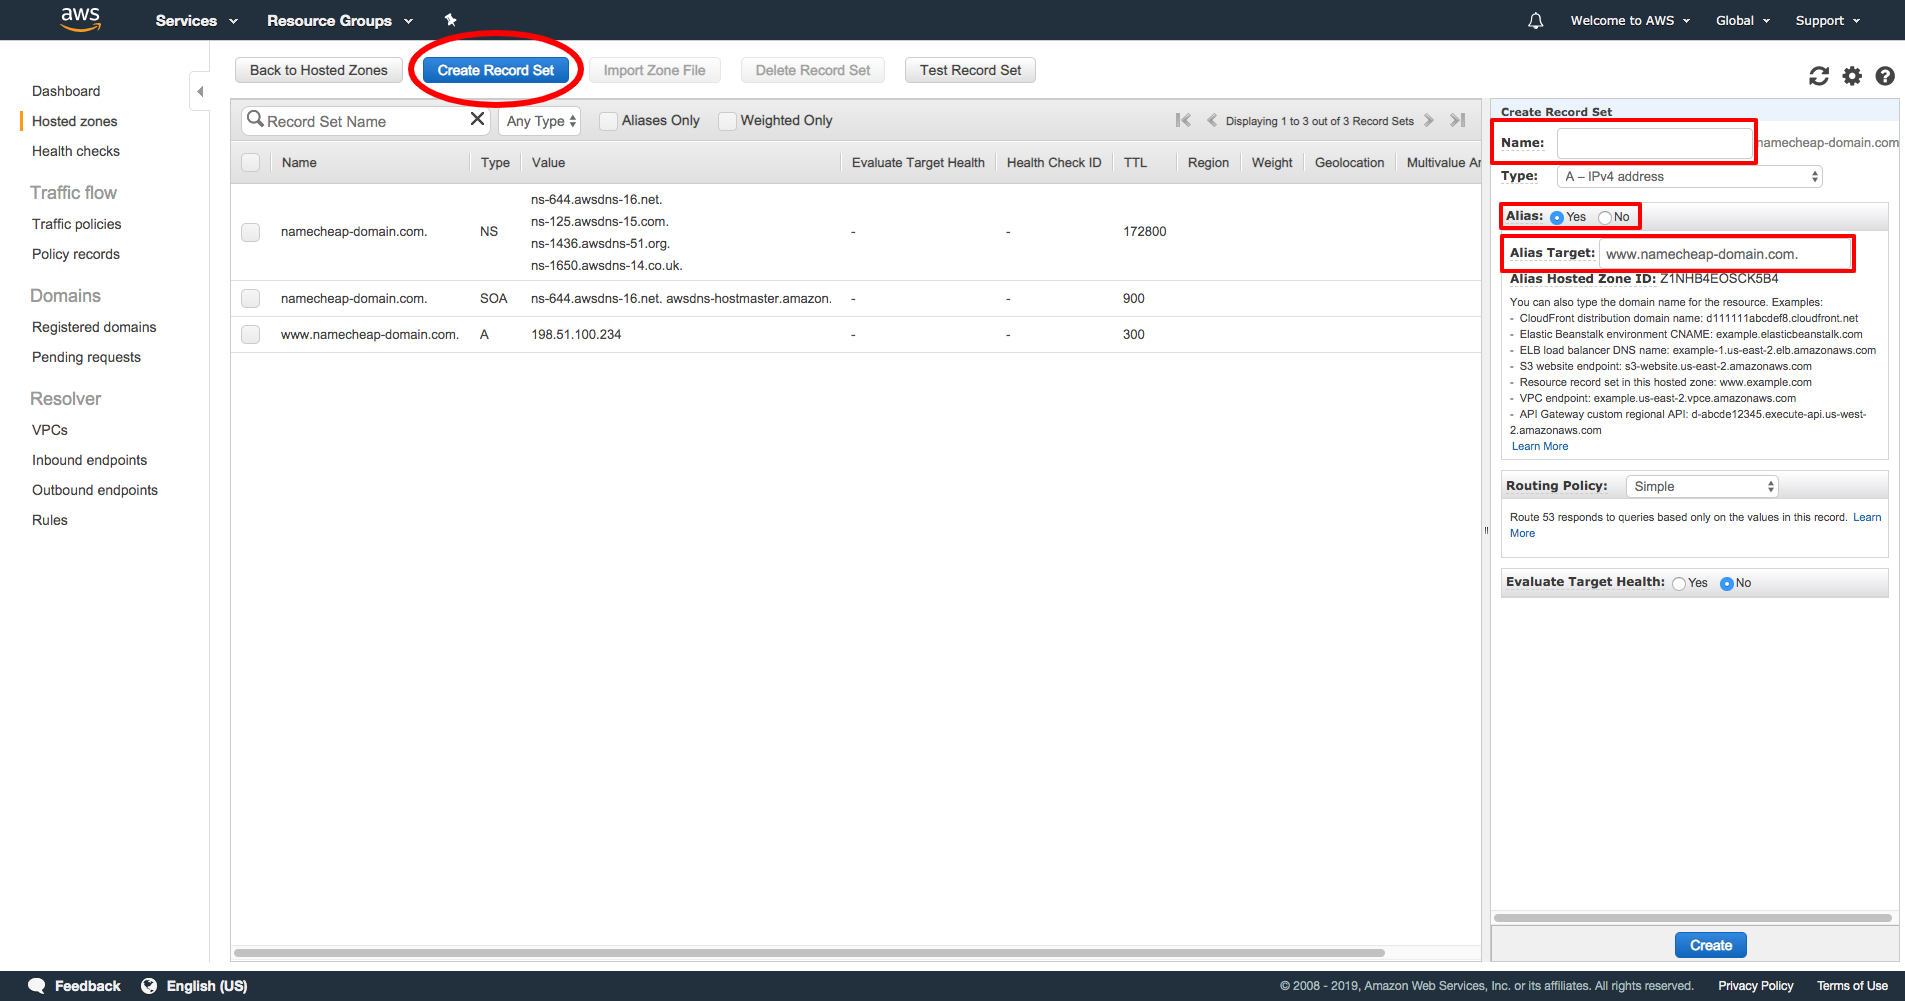 aws Services Resource Groups Welcome to AWS Global Support
Back to Hosted Zones Create Record Set Import Zone File Delete Record Set Test Record Set
Dashboard
Hosted zones
Health checks
Traffic flow
Traffic policies
Policy records
Domains
Registered domains
Pending requests
Resolver
VPCs
Inbound endpoints
Outbound endpoints
Rules
Record Set Name Any Type Aliases Only Weighted Only Displaying 1 to 3 out of 3 Record Sets
Name Type Value Evaluate Target Health Health Check ID TTL Region Weight Geolocation Multivalue An
ns-644.awsdns-16.net.
ns-125.awsdns-15.com.
namecheap-domain.com. NS - - 172800
ns-1436.awsdns-51.org.
ns-1650.awsdns-14.co.uk.
namecheap-domain.com. SOA ns-644.awsdns-16.net. awsdns-hostmaster.amazon. - - 900
www.namecheap-domain.com. A 198.51.100.234 - - 300
Create Record Set
Name: namecheap-domain.com
Type: A – IPv4 address
Alias: Yes No
Alias Target: www.namecheap-domain.com.
Alias Hosted Zone ID: Z1NHB4EOSCK5B4
You can also type the domain name for the resource. Examples:
- CloudFront distribution domain name: d111111abcdef8.cloudfront.net
- Elastic Beanstalk environment CNAME: example.elasticbeanstalk.com
- ELB load balancer DNS name: example-1.us-east-2.elb.amazonaws.com
- S3 website endpoint: s3-website.us-east-2.amazonaws.com
- Resource record set in this hosted zone: www.example.com
- VPC endpoint: example.us-east-2.vpce.amazonaws.com
- API Gateway custom regional API: d-abcde12345.execute-api.us-west-
2.amazonaws.com
Learn More
Routing Policy: Simple
Route 53 responds to queries based only on the values in this record. Learn
More
Evaluate Target Health: Yes No
Create
Feedback English (US) © 2008 - 2019, Amazon Web Services, Inc. or its affiliates. All rights reserved. Privacy Policy Terms of Use